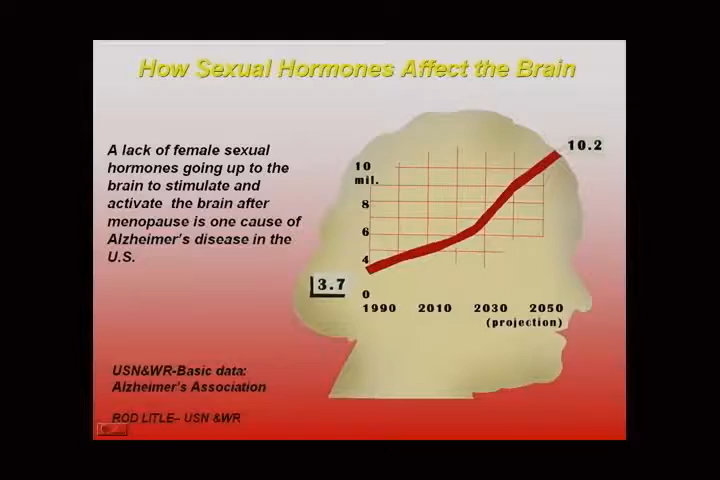 How Sexual Hormones Affect the Brain
A lack of female sexual
hormones going up to the
brain to stimulate and
activate the brain after
menopause is one cause of
Alzheimer's disease in the
U.S.
10.2
10
mil.
8
6
4
3.7
0
1990 2010 2030 2050
(projection)
USN&WR-Basic data:
Alzheimer's Association
ROD LITLE– USN &WR